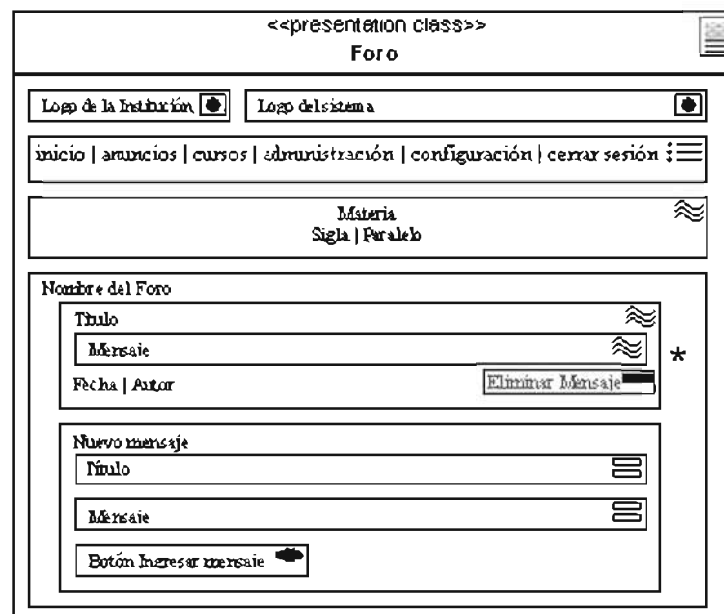 <<presentation class>>
Foro
Logo de la Institución Logo del sistema
inicio | anuncios | cursos | administración | configuración | cerrar sesión
Materia
Sigla | Paralelo
Nombre del Foro
Título
Mensaje
*
Fecha | Autor Eliminar Mensaje
Nuevo mensaje
Título
Mensaje
Botón Ingresar mensaje